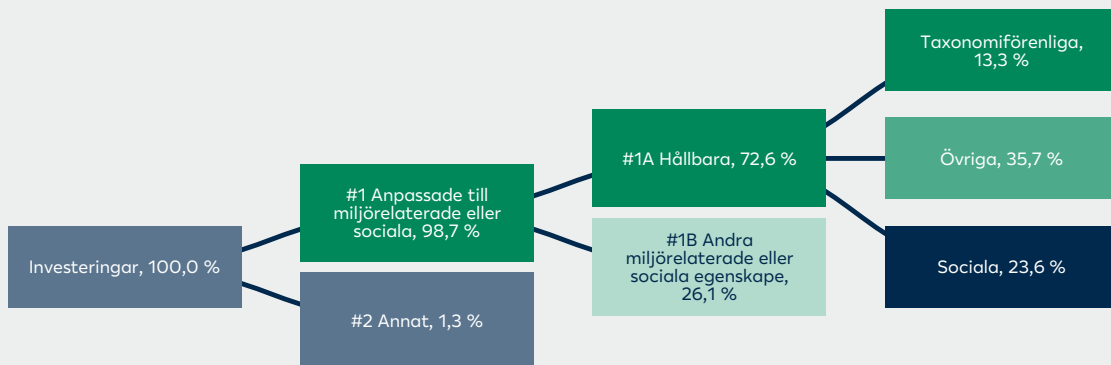 Investeringar, 100,0 %
#1 Anpassade till
miljörelaterade eller
sociala, 98,7 %
#2 Annat, 1,3 %
#1A Hållbara, 72,6 %
#1B Andra
miljörelaterade eller
sociala egenskape,
26,1 %
Taxonomiförenliga,
13,3 %
Övriga, 35,7 %
Sociala, 23,6 %